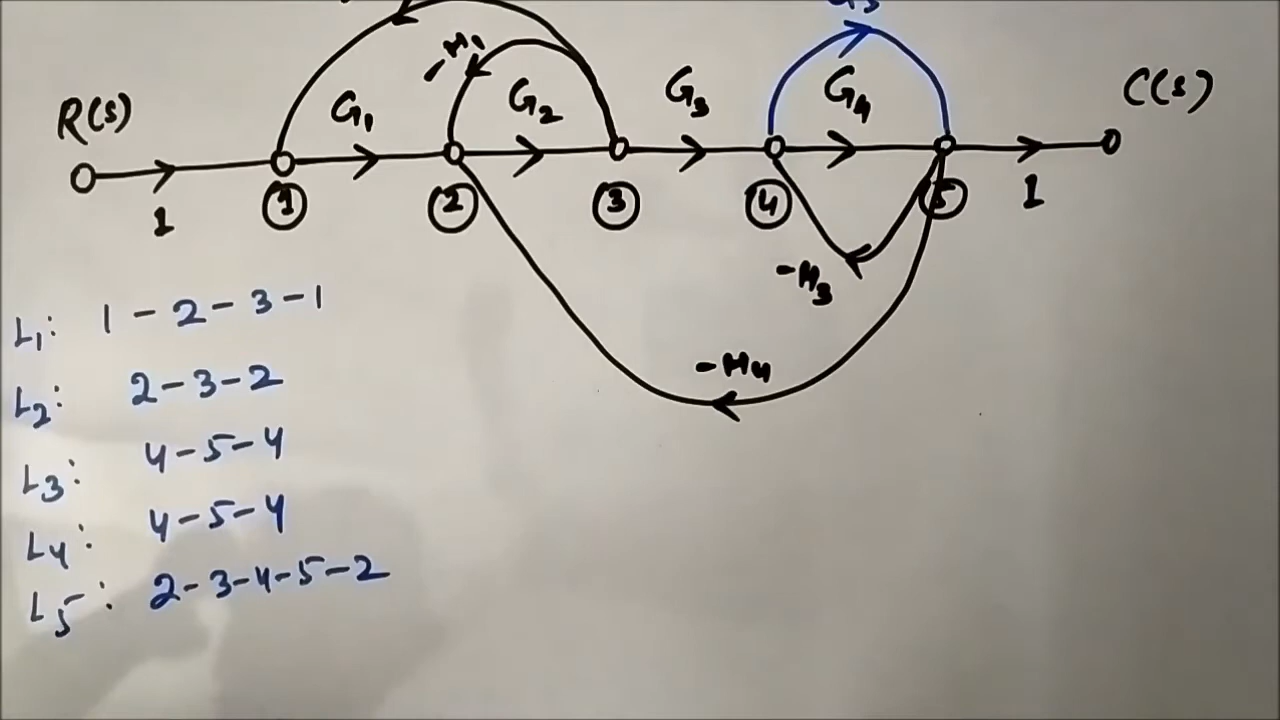 R(s) G₁ -H₁ G₂ G₃ G₄ C(s)
1 ① ② ③ ④ ⑤ 1
-H₃
-H₄
L₁: 1 - 2 - 3 - 1
L₂: 2 - 3 - 2
L₃: 4 - 5 - 4
L₄: 4 - 5 - 4
L₅: 2 - 3 - 4 - 5 - 2